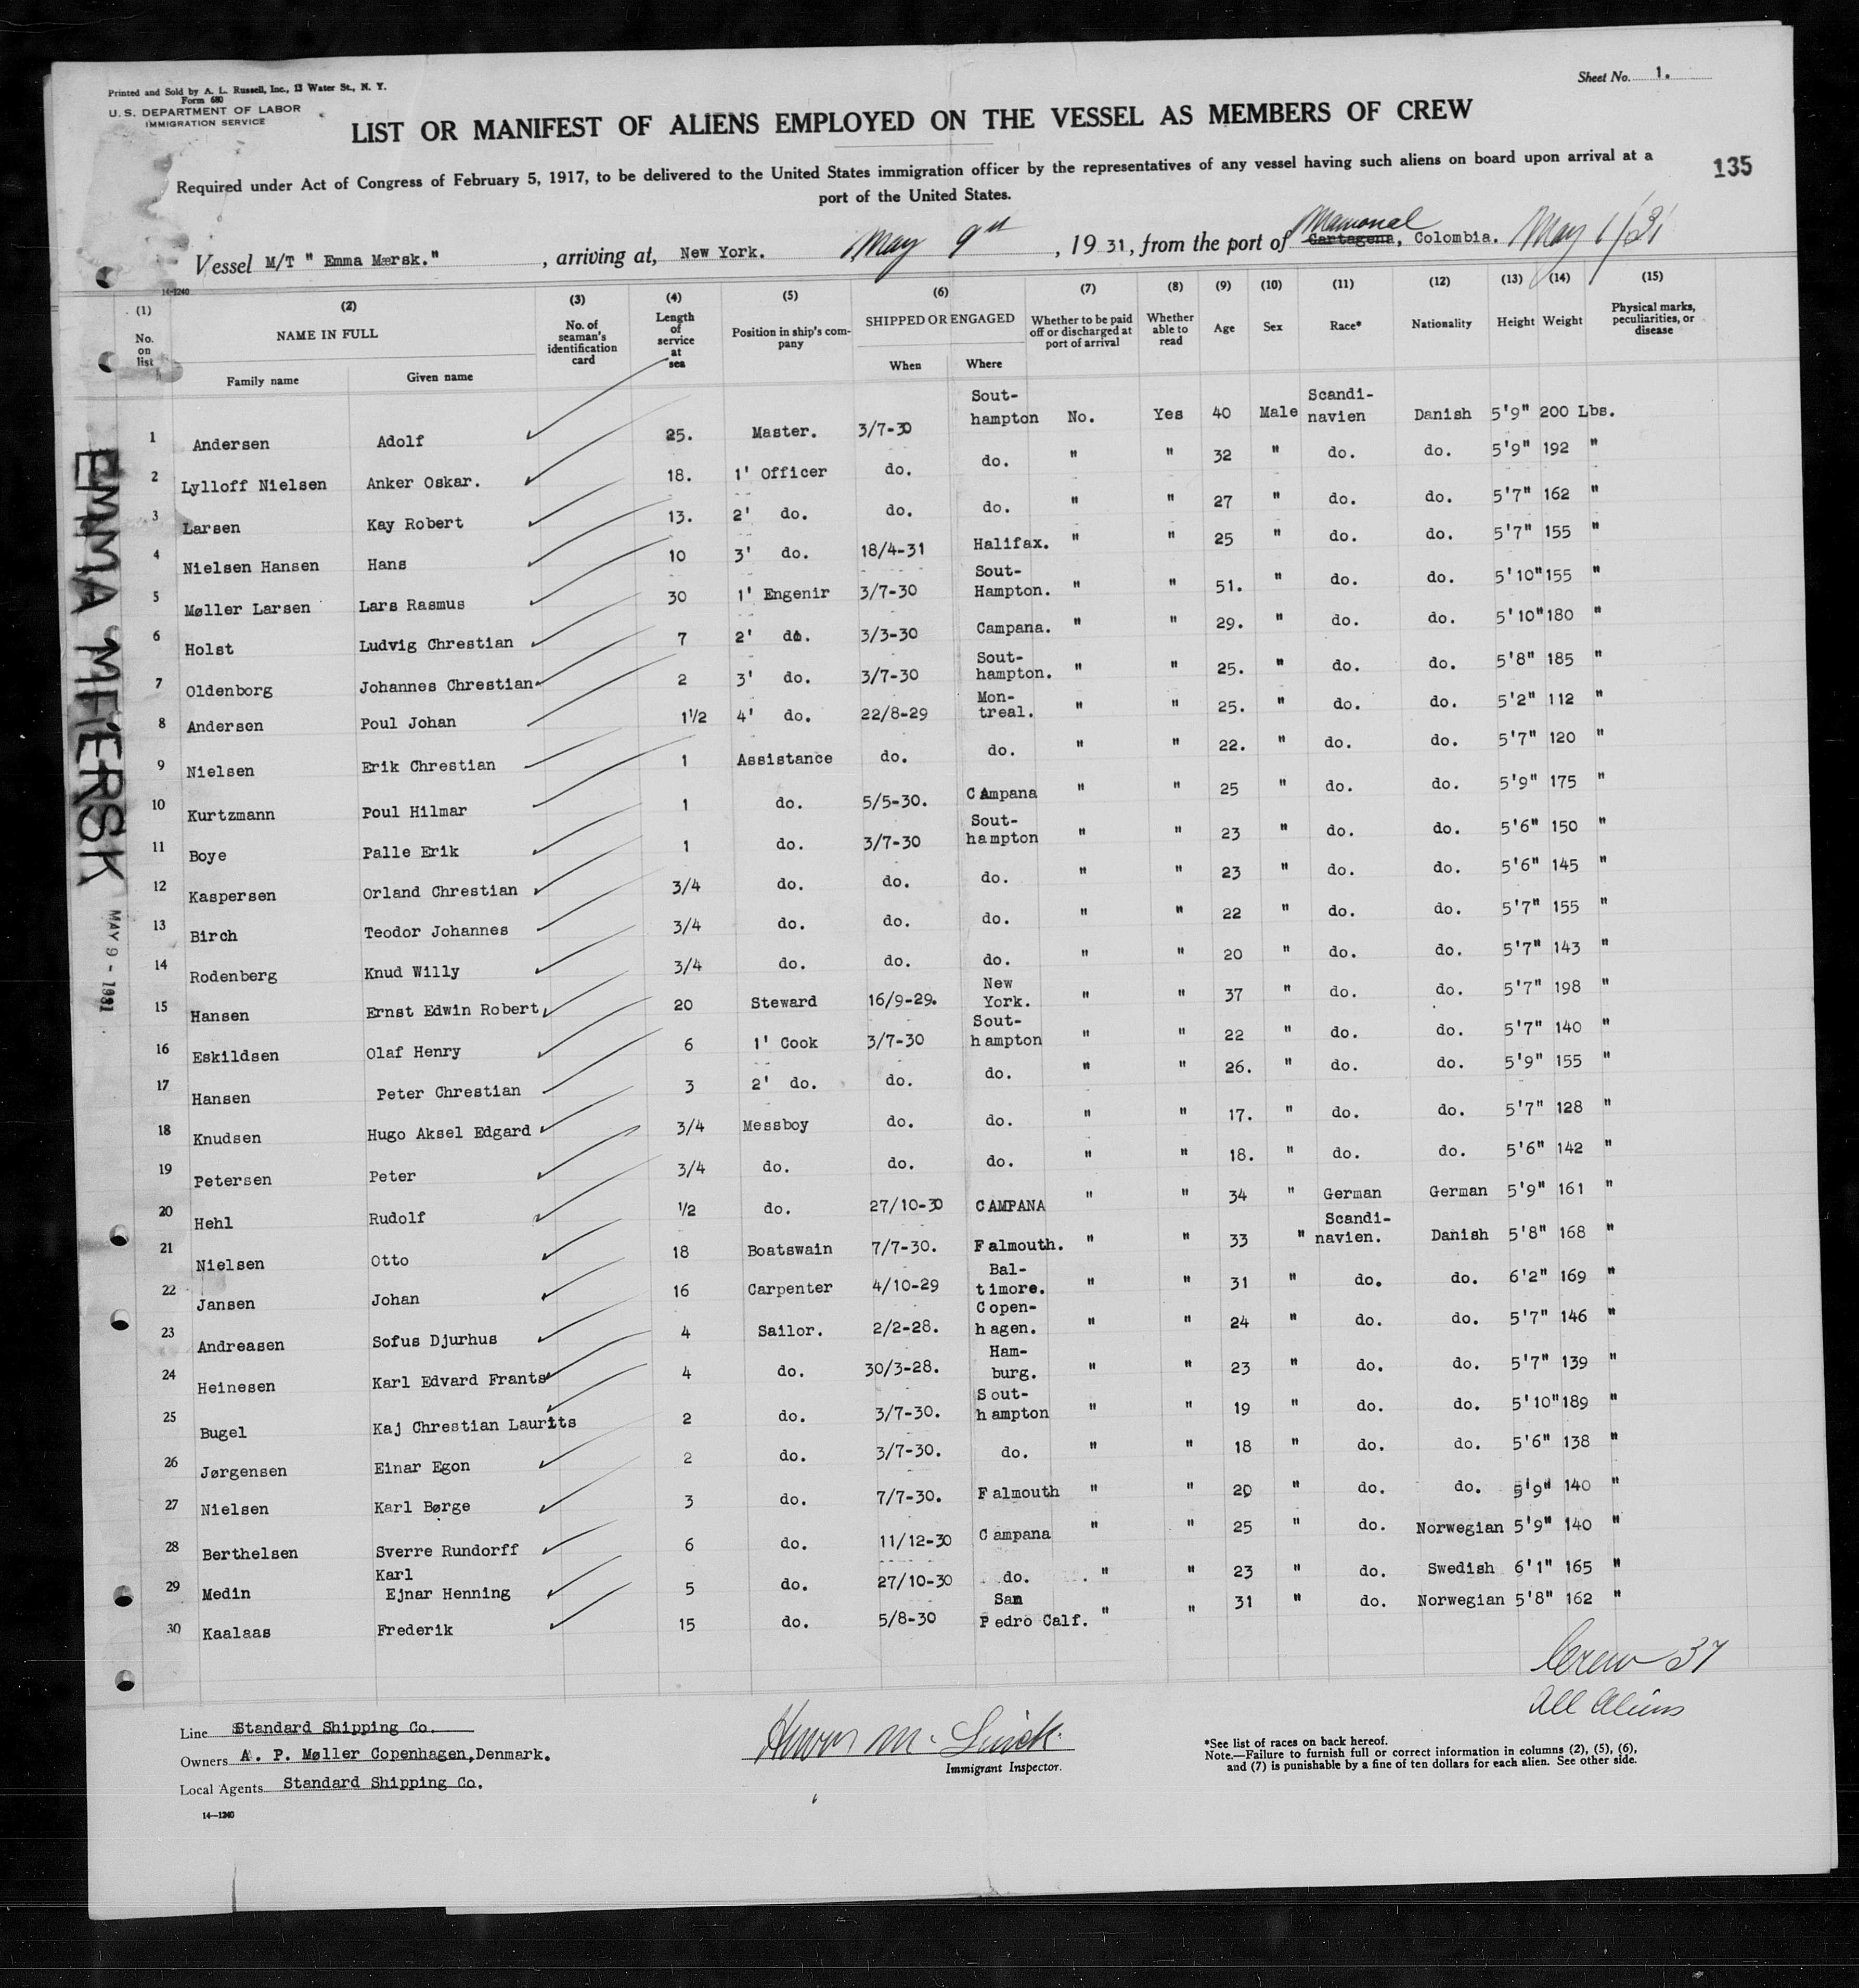 Printed and Sold by A. L. Russell, Inc., 13 Water St., N. Y.
Form 680
U. S. DEPARTMENT OF LABOR
IMMIGRATION SERVICE
Sheet No. 1.
LIST OR MANIFEST OF ALIENS EMPLOYED ON THE VESSEL AS MEMBERS OF CREW
135
Required under Act of Congress of February 5, 1917, to be delivered to the United States immigration officer by the representatives of any vessel having such aliens on board upon arrival at a
port of the United States.
Mamonal
Vessel M/T " Emma Mærsk." , arriving at, New York. May 9th , 19 31, from the port of Cartagena, Colombia. May 1/31
14-1240
(1) No. on list (2) NAME IN FULL Family name Given name (3) No. of seaman's identification card (4) Length of service at sea (5) Position in ship's company (6) SHIPPED OR ENGAGED When Where (7) Whether to be paid off or discharged at port of arrival (8) Whether able to read (9) Age (10) Sex (11) Race* (12) Nationality (13) Height (14) Weight (15) Physical marks, peculiarities, or disease
1 Andersen Adolf 25. Master. 3/7-30 Sout-hampton No. Yes 40 Male Scandi-navien Danish 5'9" 200 Lbs.
2 Lylloff Nielsen Anker Oskar. 18. 1' Officer do. do. " " 32 " do. do. 5'9" 192 "
3 Larsen Kay Robert 13. 2' do. do. do. " " 27 " do. do. 5'7" 162 "
4 Nielsen Hansen Hans 10 3' do. 18/4-31 Halifax. " " 25 " do. do. 5'7" 155 "
5 Møller Larsen Lars Rasmus 30 1' Engenir 3/7-30 Sout-Hampton. " " 51. " do. do. 5'10" 155 "
6 Holst Ludvig Chrestian 7 2' do. 3/3-30 Campana. " " 29. " do. do. 5'10" 180 "
7 Oldenborg Johannes Chrestian 2 3' do. 3/7-30 Sout-hampton. " " 25. " do. do. 5'8" 185 "
8 Andersen Poul Johan 1 1/2 4' do. 22/8-29 Mon-treal. " " 25. " do. do. 5'2" 112 "
9 Nielsen Erik Chrestian 1 Assistance do. do. " " 22. " do. do. 5'7" 120 "
10 Kurtzmann Poul Hilmar 1 do. 5/5-30. CAmpana " " 25 " do. do. 5'9" 175 "
11 Boye Palle Erik 1 do. 3/7-30 Sout-hampton " " 23 " do. do. 5'6" 150 "
12 Kaspersen Orland Chrestian 3/4 do. do. do. " " 23 " do. do. 5'6" 145 "
13 Birch Teodor Johannes 3/4 do. do. do. " " 22 " do. do. 5'7" 155 "
14 Rodenberg Knud Willy 3/4 do. do. do. " " 20 " do. do. 5'7" 143 "
15 Hansen Ernst Edwin Robert 20 Steward 16/9-29. New York. " " 37 " do. do. 5'7" 198 "
16 Eskildsen Olaf Henry 6 1' Cook 3/7-30 Sout-hampton " " 22 " do. do. 5'7" 140 "
17 Hansen Peter Chrestian 3 2' do. do. do. " " 26. " do. do. 5'9" 155 "
18 Knudsen Hugo Aksel Edgard 3/4 Messboy do. do. " " 17. " do. do. 5'7" 128 "
19 Petersen Peter 3/4 do. do. do. " " 18. " do. do. 5'6" 142 "
20 Hehl Rudolf 1/2 do. 27/10-30 CAMPANA " " 34 " German German 5'9" 161 "
21 Nielsen Otto 18 Boatswain 7/7-30. Falmouth. " " 33 " Scandi-navien. Danish 5'8" 168 "
22 Jansen Johan 16 Carpenter 4/10-29 Bal-timore. " " 31 " do. do. 6'2" 169 "
23 Andreasen Sofus Djurhus 4 Sailor. 2/2-28. Copen-hagen. " " 24 " do. do. 5'7" 146 "
24 Heinesen Karl Edvard Frants 4 do. 30/3-28. Ham-burg. " " 23 " do. do. 5'7" 139 "
25 Bugel Kaj Chrestian Laurits 2 do. 3/7-30. Sout-hampton " " 19 " do. do. 5'10" 189 "
26 Jørgensen Einar Egon 2 do. 3/7-30. do. " " 18 " do. do. 5'6" 138 "
27 Nielsen Karl Børge 3 do. 7/7-30. Falmouth " " 20 " do. do. 5'9" 140 "
28 Berthelsen Sverre Rundorff 6 do. 11/12-30 Campana " " 25 " do. Norwegian 5'9" 140 "
29 Medin Karl Ejnar Henning 5 do. 27/10-30 do. " " 23 " do. Swedish 6'1" 165 "
30 Kaalaas Frederik 15 do. 5/8-30 San Pedro Calf. " " 31 " do. Norwegian 5'8" 162 "
Crew 37
All Aliens
Line Standard Shipping Co.
Owners A. P. Møller Copenhagen, Denmark.
Local Agents Standard Shipping Co.
14—1240
Immigrant Inspector.
*See list of races on back hereof.
Note.—Failure to furnish full or correct information in columns (2), (5), (6),
and (7) is punishable by a fine of ten dollars for each alien. See other side.
EMMA MAERSK
MAY 9 - 1931